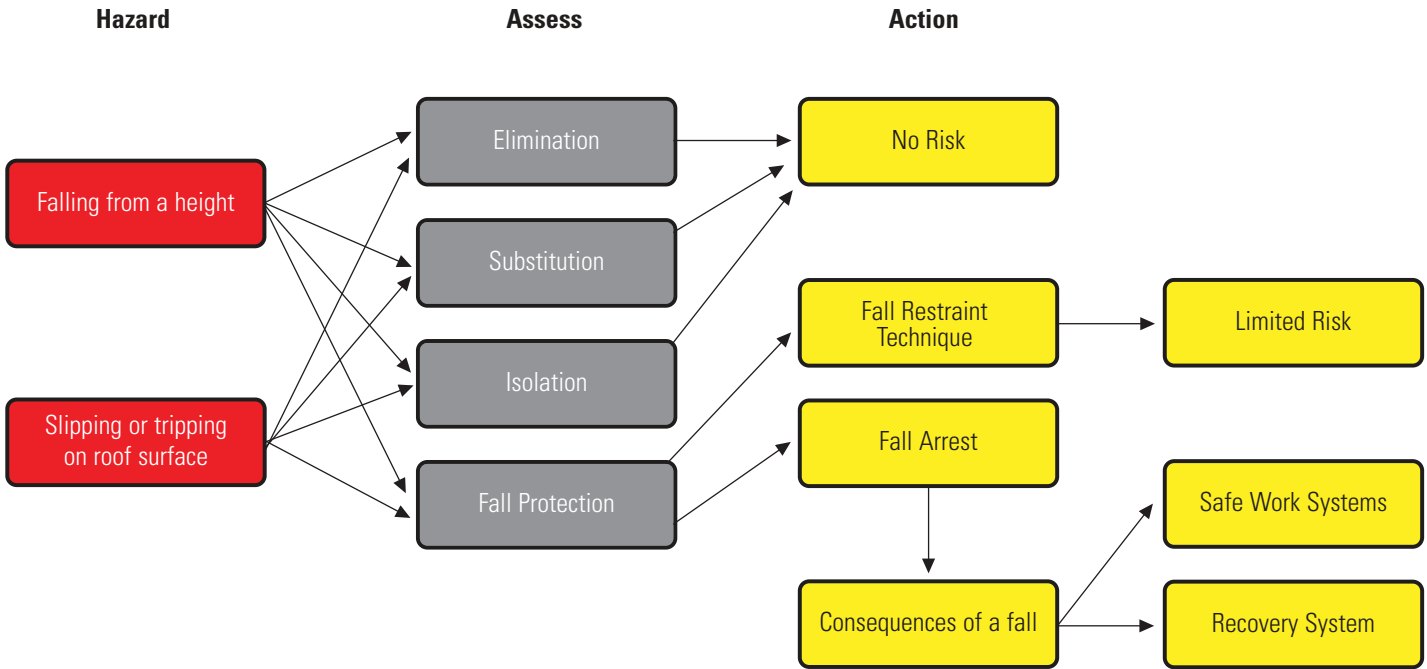 Hazard
Assess
Action
Falling from a height
Slipping or tripping
on roof surface
Elimination
Substitution
Isolation
Fall Protection
No Risk
Fall Restraint
Technique
Fall Arrest
Consequences of a fall
Limited Risk
Safe Work Systems
Recovery System